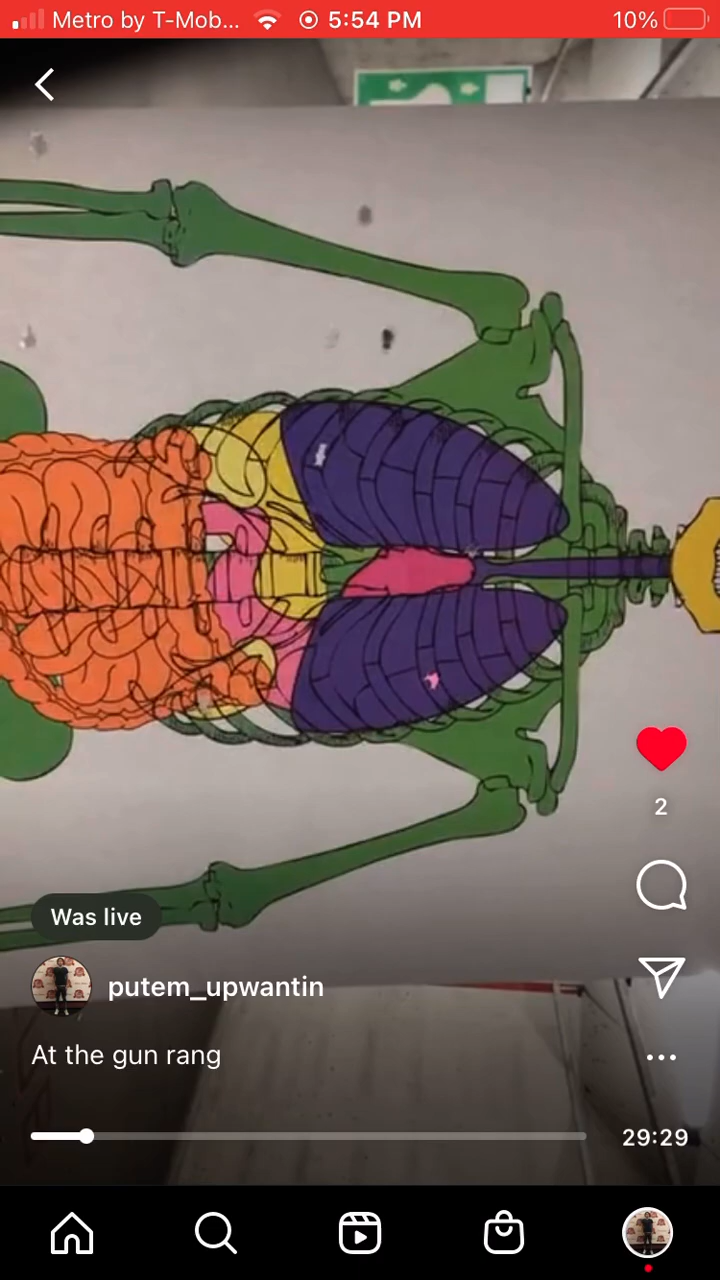 Metro by T-Mob... 5:54 PM 10%
2
Was live
putem_upwantin
At the gun rang
29:29